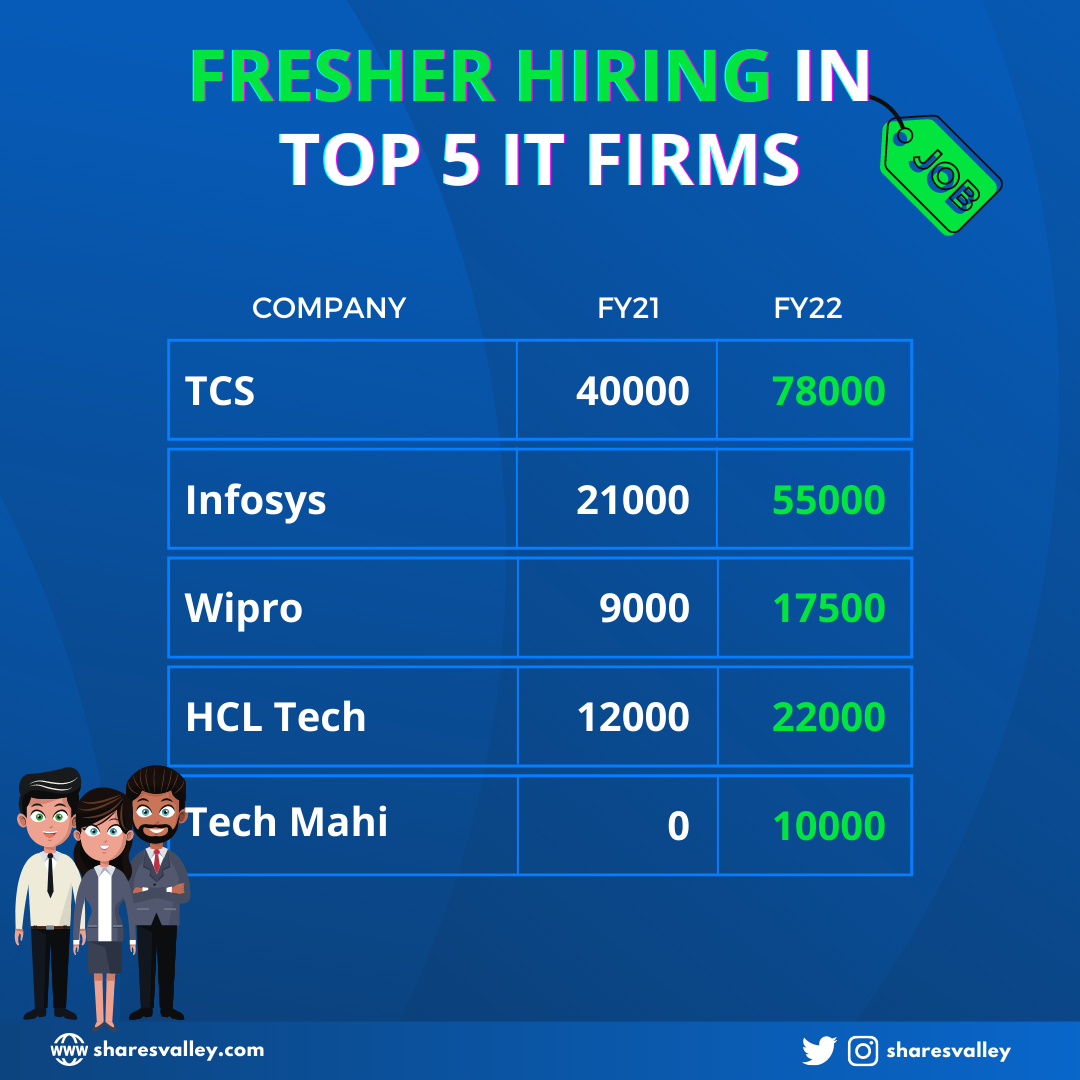 FRESHER HIRING IN
TOP 5 IT FIRMS
JOB
COMPANY FY21 FY22
TCS 40000 78000
Infosys 21000 55000
Wipro 9000 17500
HCL Tech 12000 22000
Tech Mahi 0 10000
www sharesvalley.com sharesvalley